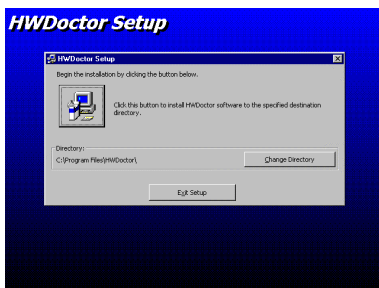 HWDoctor Setup
HWDoctor Setup
Begin the installation by clicking the button below.
Click this button to install HWDoctor software to the specified destination
directory.
Directory:
C:\Program Files\HWDoctor\
Change Directory
Exit Setup